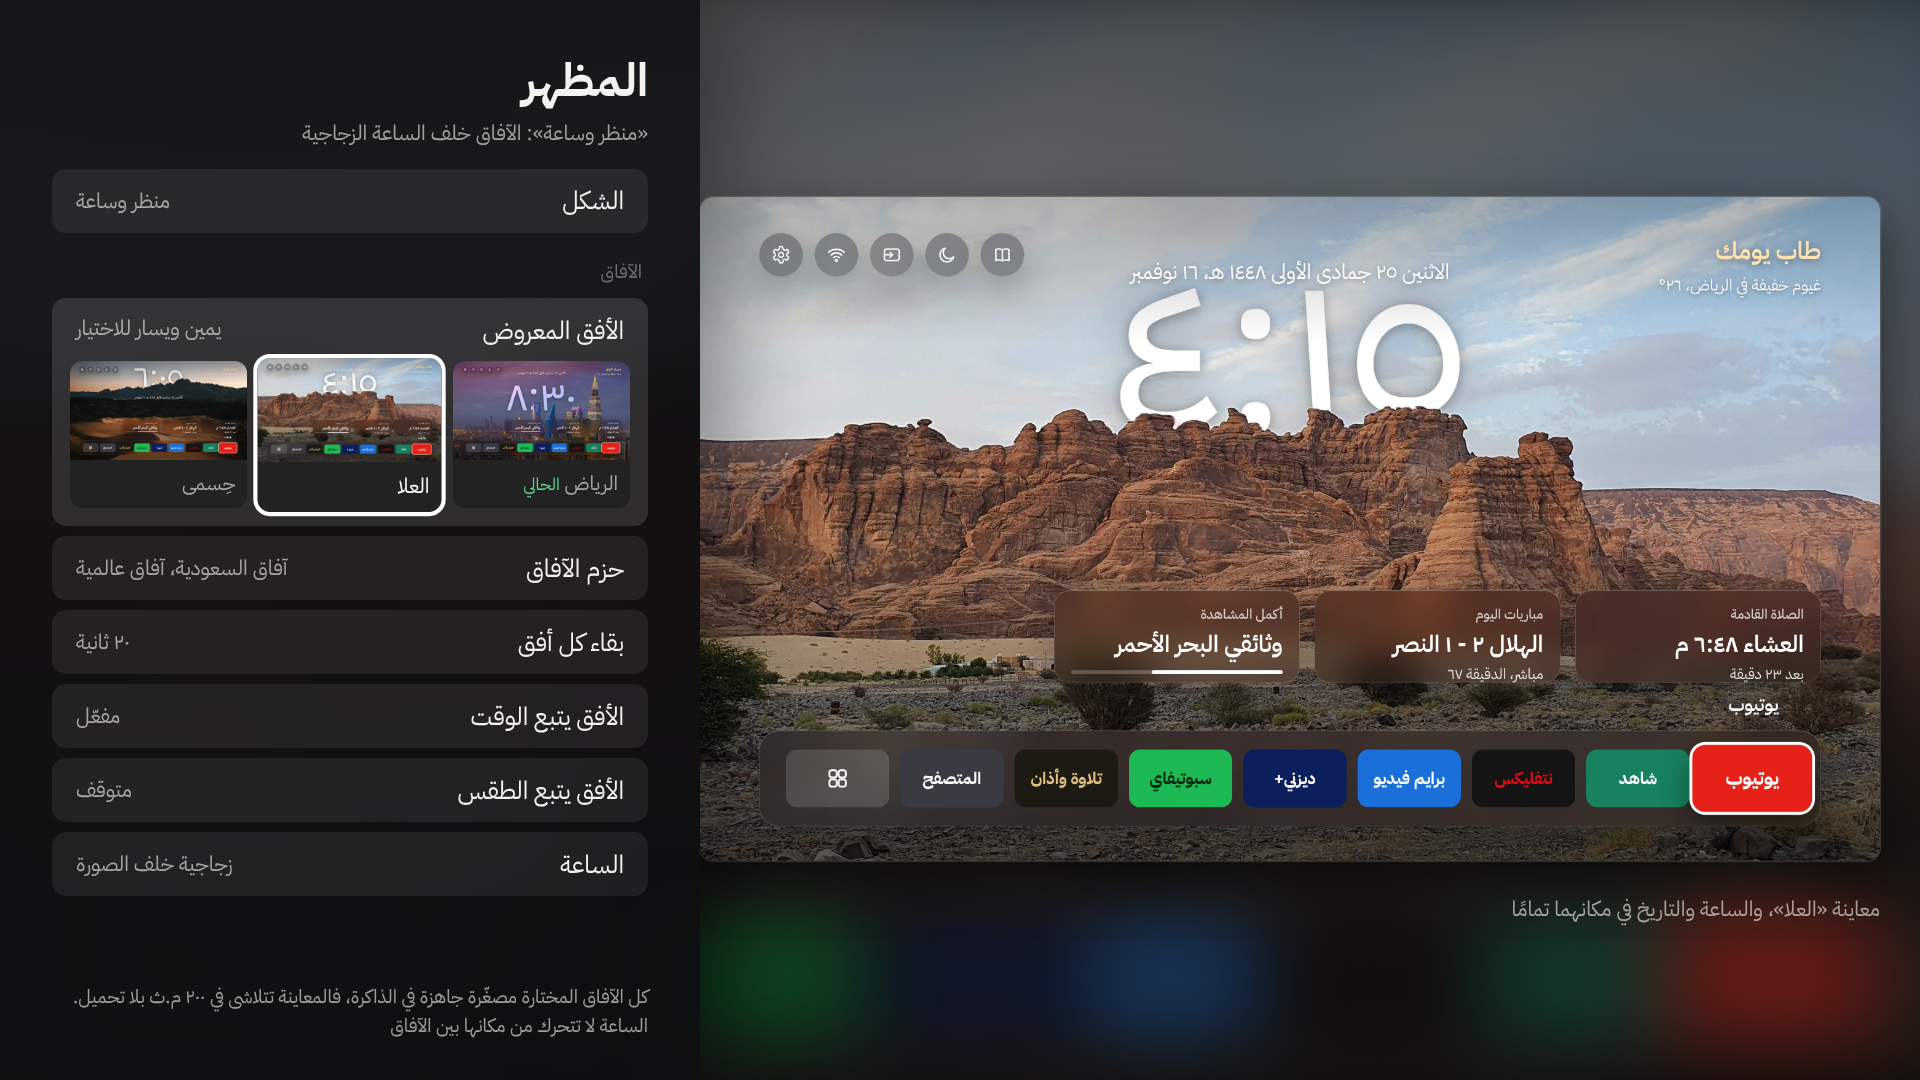 المظهر
«منظر وساعة»: الآفاق خلف الساعة الزجاجية
الشكل
منظر وساعة
الآفاق
الأفق المعروض
يمين ويسار للاختيار
٨:٣٠
الرياض الحالي
٤:١٥
العلا
حِسمى
حزم الآفاق
آفاق السعودية، آفاق عالمية
بقاء كل أفق
٢٠ ثانية
الأفق يتبع الوقت
مفعّل
الأفق يتبع الطقس
متوقف
الساعة
زجاجية خلف الصورة
كل الآفاق المختارة مصغّرة جاهزة في الذاكرة، فالمعاينة تتلاشى في ٢٠٠ م.ث بلا تحميل.
الساعة لا تتحرك من مكانها بين الآفاق
طاب يومك
غيوم خفيفة في الرياض، ٢٦°
الاثنين ٢٥ جمادى الأولى ١٤٤٨ هـ، ١٦ نوفمبر
٤:١٥
الصلاة القادمة
العشاء ٦:٤٨ م
بعد ٢٣ دقيقة
مباريات اليوم
الهلال ٢ - ١ النصر
مباشر، الدقيقة ٦٧
أكمل المشاهدة
وثائقي البحر الأحمر
يوتيوب
يوتيوب
شاهد
نتفليكس
برايم فيديو
ديزني+
سبوتيفاي
تلاوة وأذان
المتصفح
معاينة «العلا»، والساعة والتاريخ في مكانهما تمامًا